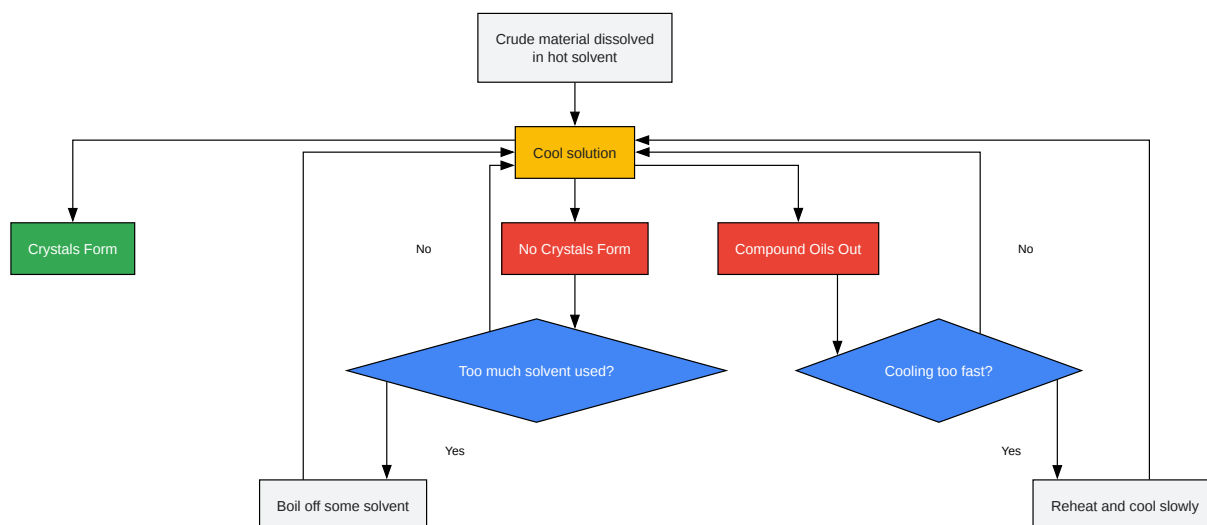 Crude material dissolved
in hot solvent
Cool solution
Crystals Form
No
No Crystals Form
Compound Oils Out
No
Too much solvent used?
Cooling too fast?
Yes
Yes
Boil off some solvent
Reheat and cool slowly